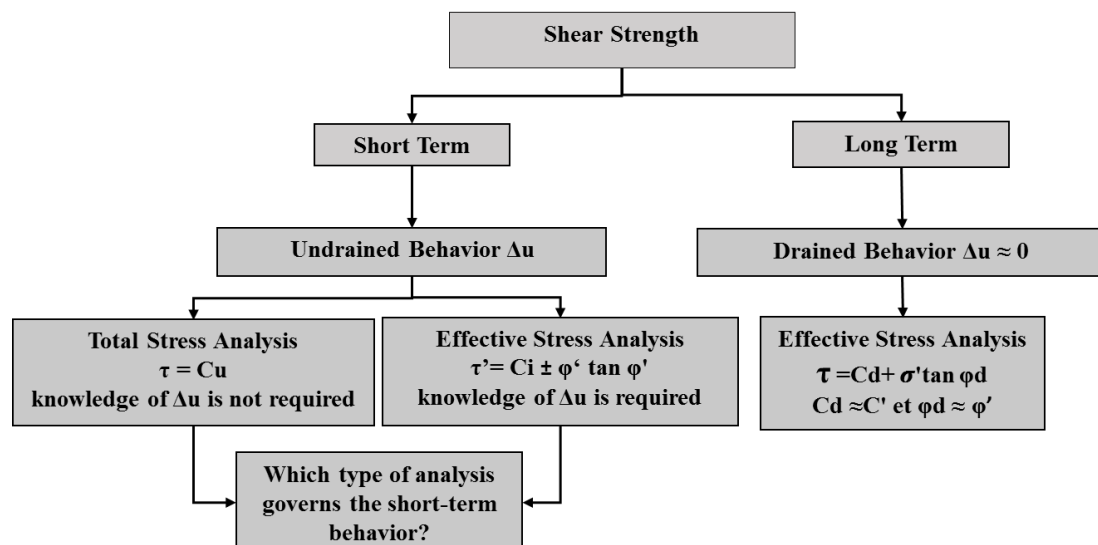 Shear Strength
Short Term
Long Term
Undrained Behavior Δu
Drained Behavior Δu ≈ 0
Total Stress Analysis
τ = Cu
knowledge of Δu is not required
Effective Stress Analysis
τ’= Ci ± φ‘ tan φ'
knowledge of Δu is required
Effective Stress Analysis
τ =Cd+ σ'tan φd
Cd ≈C' et φd ≈ φ’
Which type of analysis
governs the short-term
behavior?